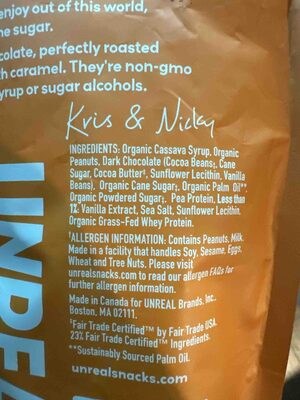 enjoy out of this world,
ne sugar.
colate, perfectly roasted
h caramel. They're non-gmo
yrup or sugar alcohols.
Kris & Nicky
INGREDIENTS: Organic Cassava Syrup, Organic
Peanuts, Dark Chocolate (Cocoa Beans‡, Cane
Sugar, Cocoa Butter‡, Sunflower Lecithin, Vanilla
Beans), Organic Cane Sugar‡, Organic Palm Oil**,
Organic Powdered Sugar‡, Pea Protein, Less than
1%: Vanilla Extract, Sea Salt, Sunflower Lecithin,
Organic Grass-Fed Whey Protein.
ALLERGEN INFORMATION: Contains Peanuts, Milk.
Made in a facility that handles Soy, Sesame, Eggs,
Wheat and Tree Nuts. Please visit
unrealsnacks.com to read our allergen FAQs for
further allergen information.
Made in Canada for UNREAL Brands, Inc.,
Boston, MA 02111.
‡Fair Trade Certified™ by Fair Trade USA.
23% Fair Trade Certified™ Ingredients.
**Sustainably Sourced Palm Oil.
unrealsnacks.com
UNREA